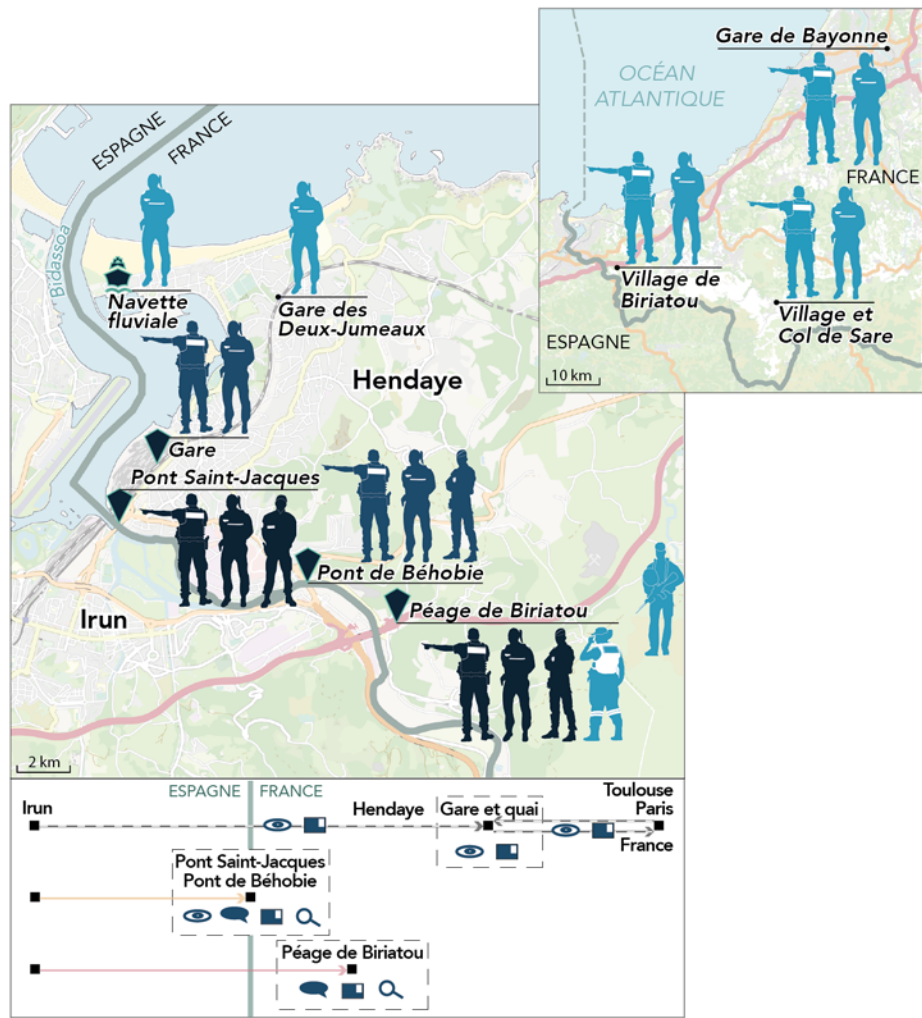 Gare de Bayonne
OCÉAN
ATLANTIQUE
FRANCE
Village de
Biriatou
Village et
Col de Sare
ESPAGNE
10 km
ESPAGNE
FRANCE
Bidassoa
Navette
fluviale
Gare des
Deux-Jumeaux
Hendaye
Gare
Pont Saint-Jacques
Pont de Béhobie
Irun
Péage de Biriatou
2 km
ESPAGNE FRANCE
Irun
Hendaye
Gare et quai
Toulouse
Paris
France
Pont Saint-Jacques
Pont de Béhobie
Péage de Biriatou